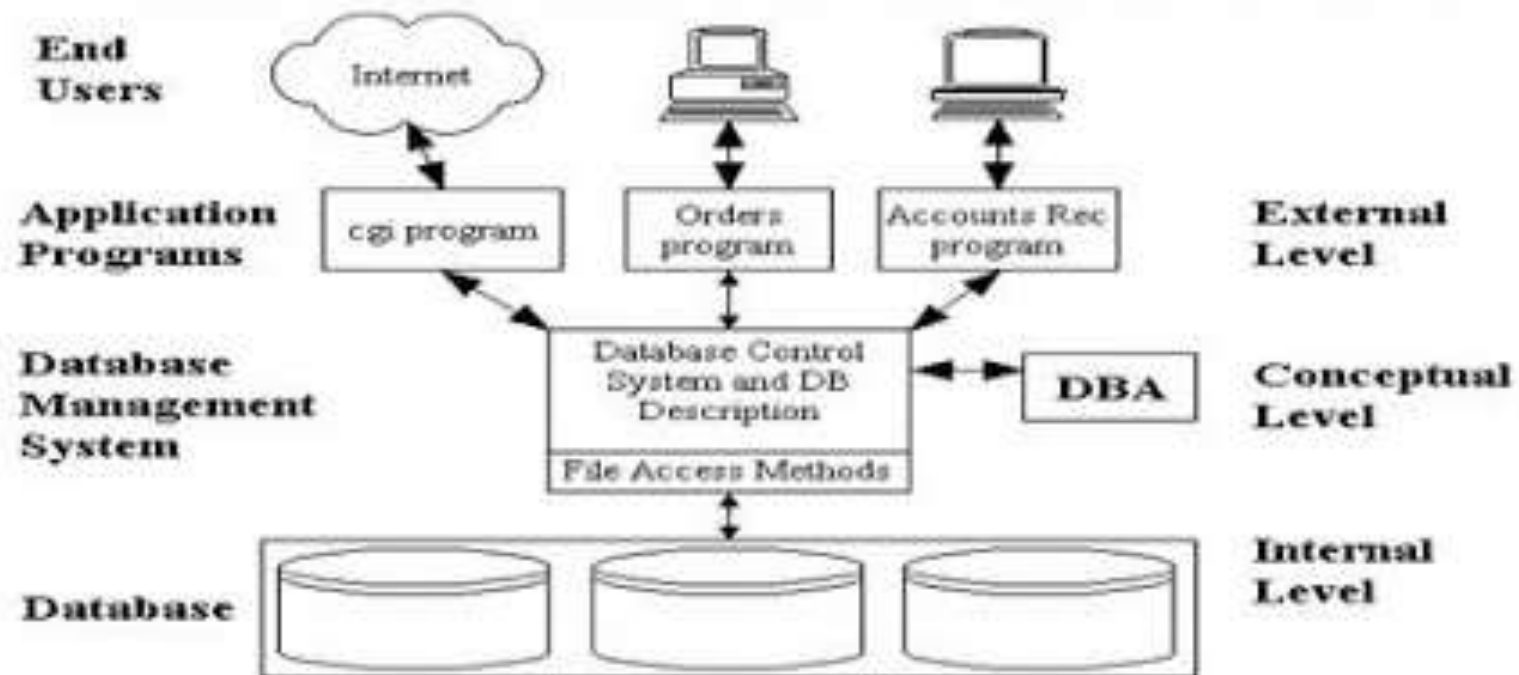 End
Users
Internet
Application
Programs
cgi program
Orders
program
Accounts Rec
program
External
Level
Database
Management
System
Database Control
System and DB
Description
File Access Methods
DBA
Conceptual
Level
Database
Internal
Level